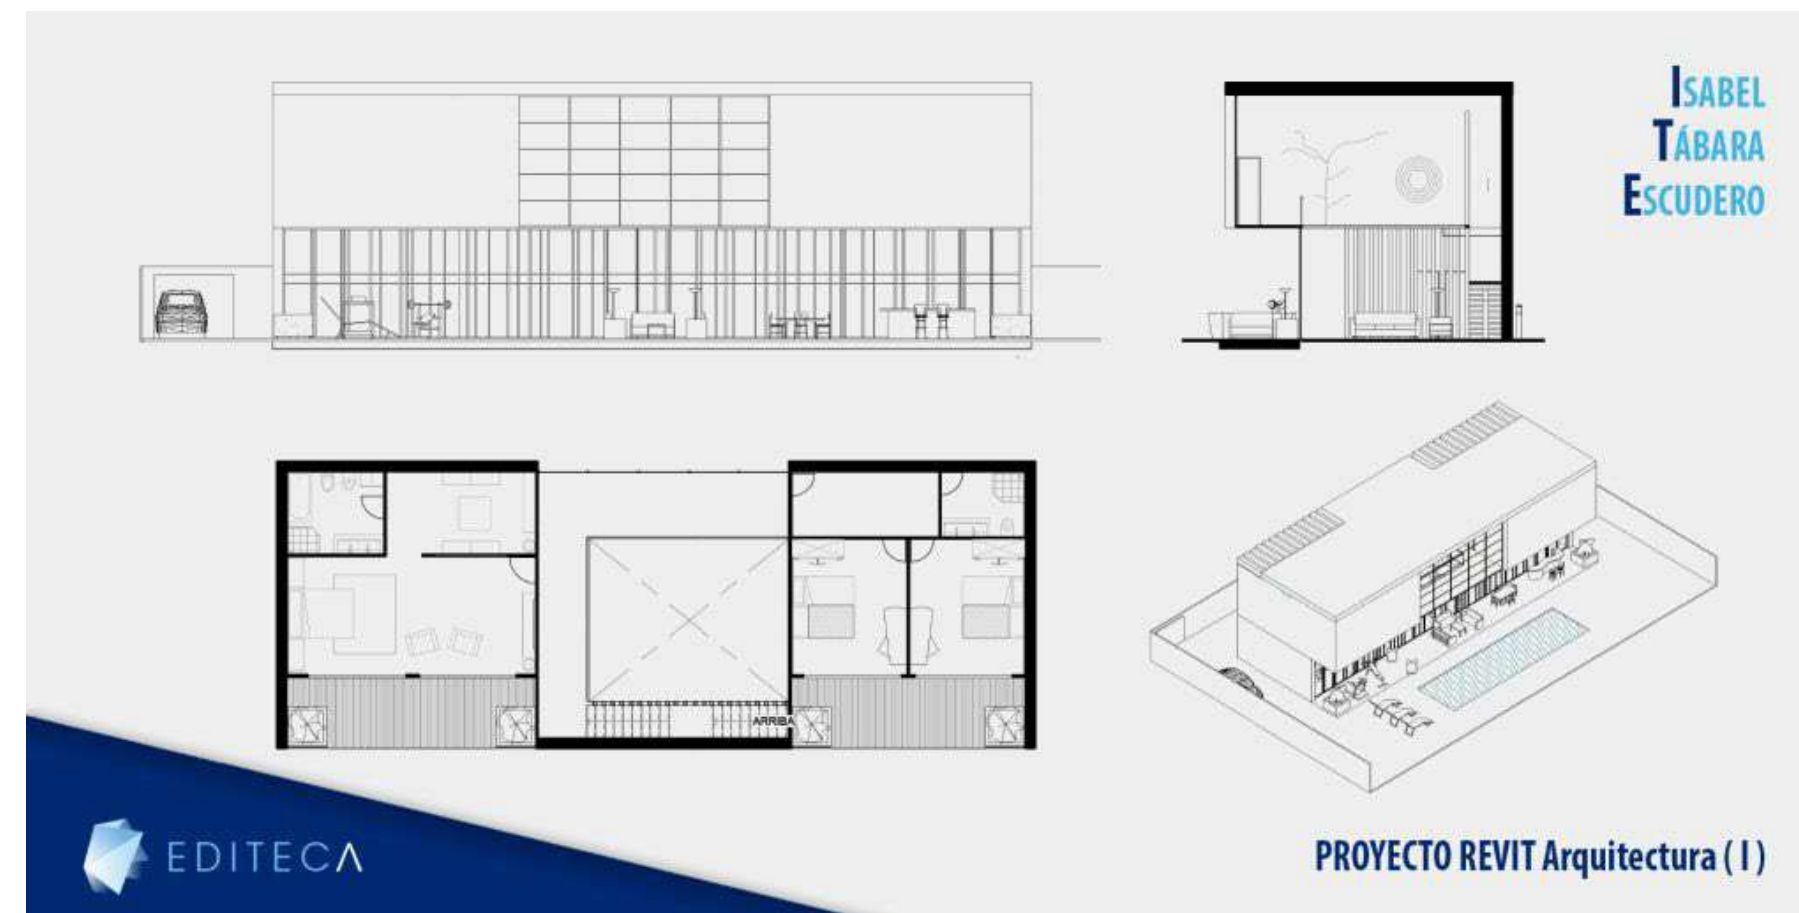 ISABEL
TÁBARA
ESCUDERO
ARRIBA
EDITECA
PROYECTO REVIT Arquitectura ( I )